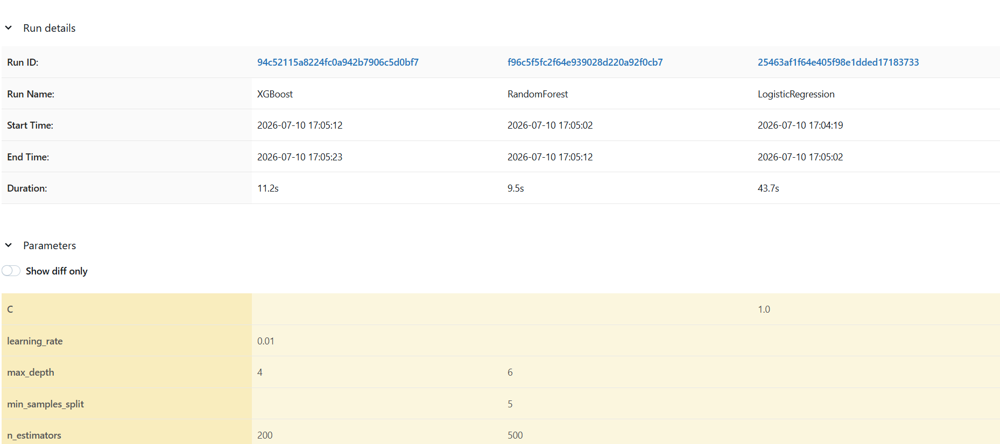 Run details
Run ID: 94c52115a8224fc0a942b7906c5d0bf7 f96c5f5fc2f64e939028d220a92f0cb7 25463af1f64e405f98e1dded17183733
Run Name: XGBoost RandomForest LogisticRegression
Start Time: 2026-07-10 17:05:12 2026-07-10 17:05:02 2026-07-10 17:04:19
End Time: 2026-07-10 17:05:23 2026-07-10 17:05:12 2026-07-10 17:05:02
Duration: 11.2s 9.5s 43.7s
Parameters
Show diff only
C 1.0
learning_rate 0.01
max_depth 4 6
min_samples_split 5
n_estimators 200 500